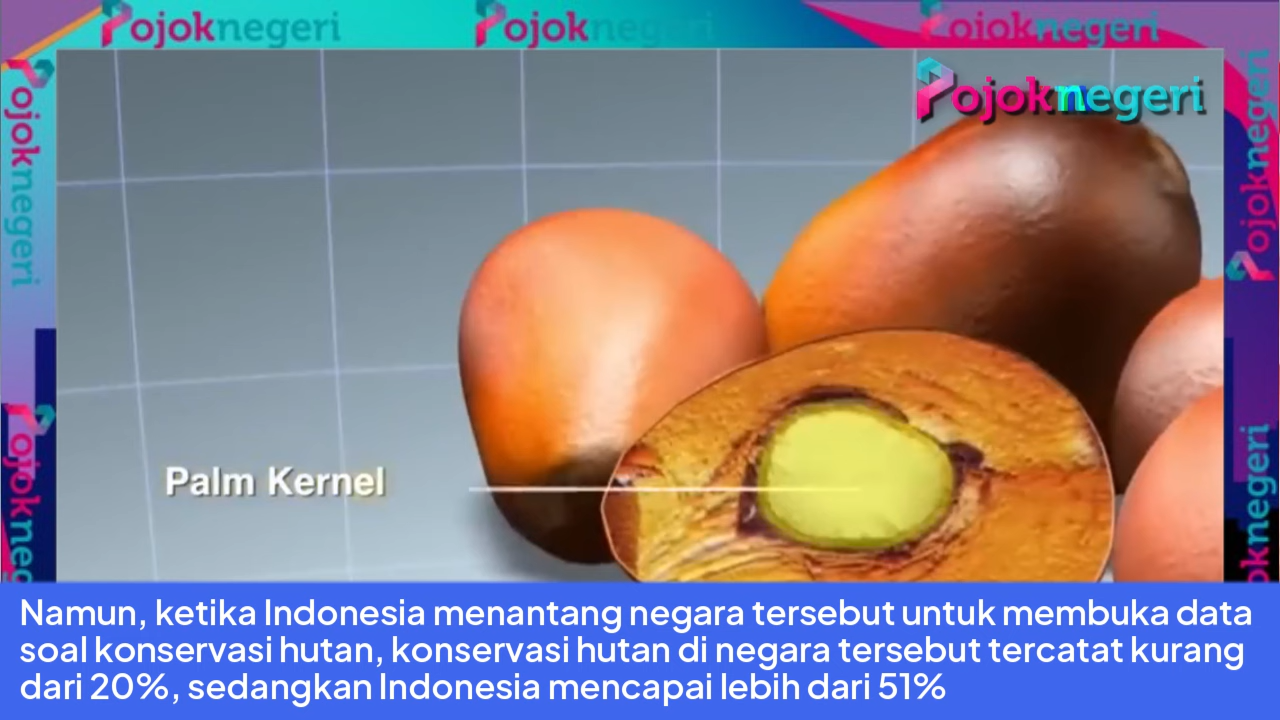 Pojoknegeri
Pojoknegeri
Pojoknegeri
Pojoknegeri
Pojoknegeri
Pojoknegeri
Pojoknegeri
Palm Kernel
Namun, ketika Indonesia menantang negara tersebut untuk membuka data
soal konservasi hutan, konservasi hutan di negara tersebut tercatat kurang
dari 20%, sedangkan Indonesia mencapai lebih dari 51%